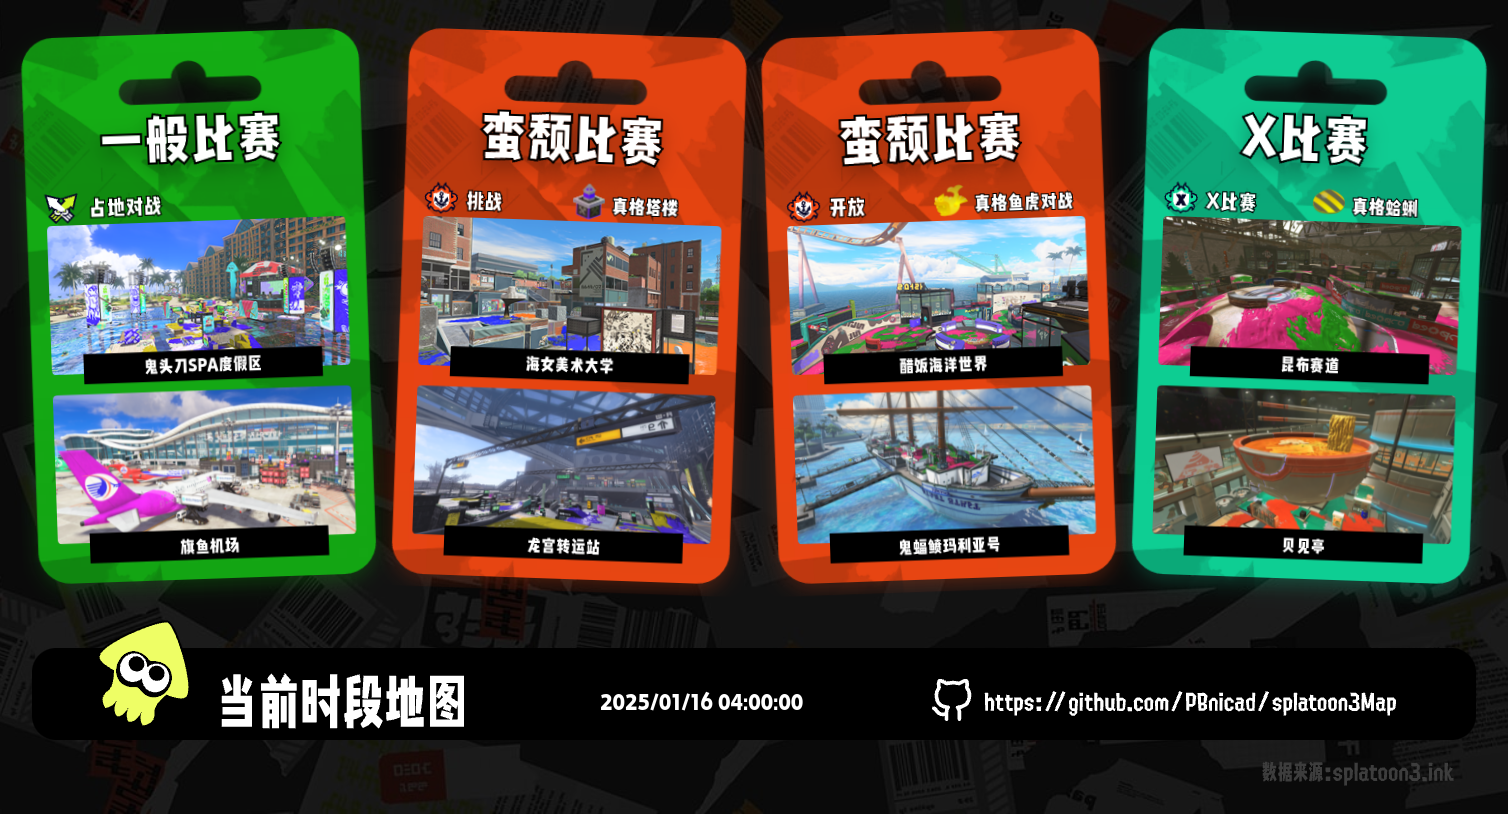 一般比赛
占地对战
鬼头刀SPA度假区
旗鱼机场
蛮颓比赛
挑战
真格塔楼
海女美术大学
龙宫转运站
蛮颓比赛
开放
真格鱼虎对战
醋饭海洋世界
鬼蝠鲼玛利亚号
X比赛
X比赛
真格蛤蜊
昆布赛道
贝见亭
当前时段地图
2025/01/16 04:00:00
https://github.com/PBnicad/splatoon3Map
数据来源:splatoon3.ink